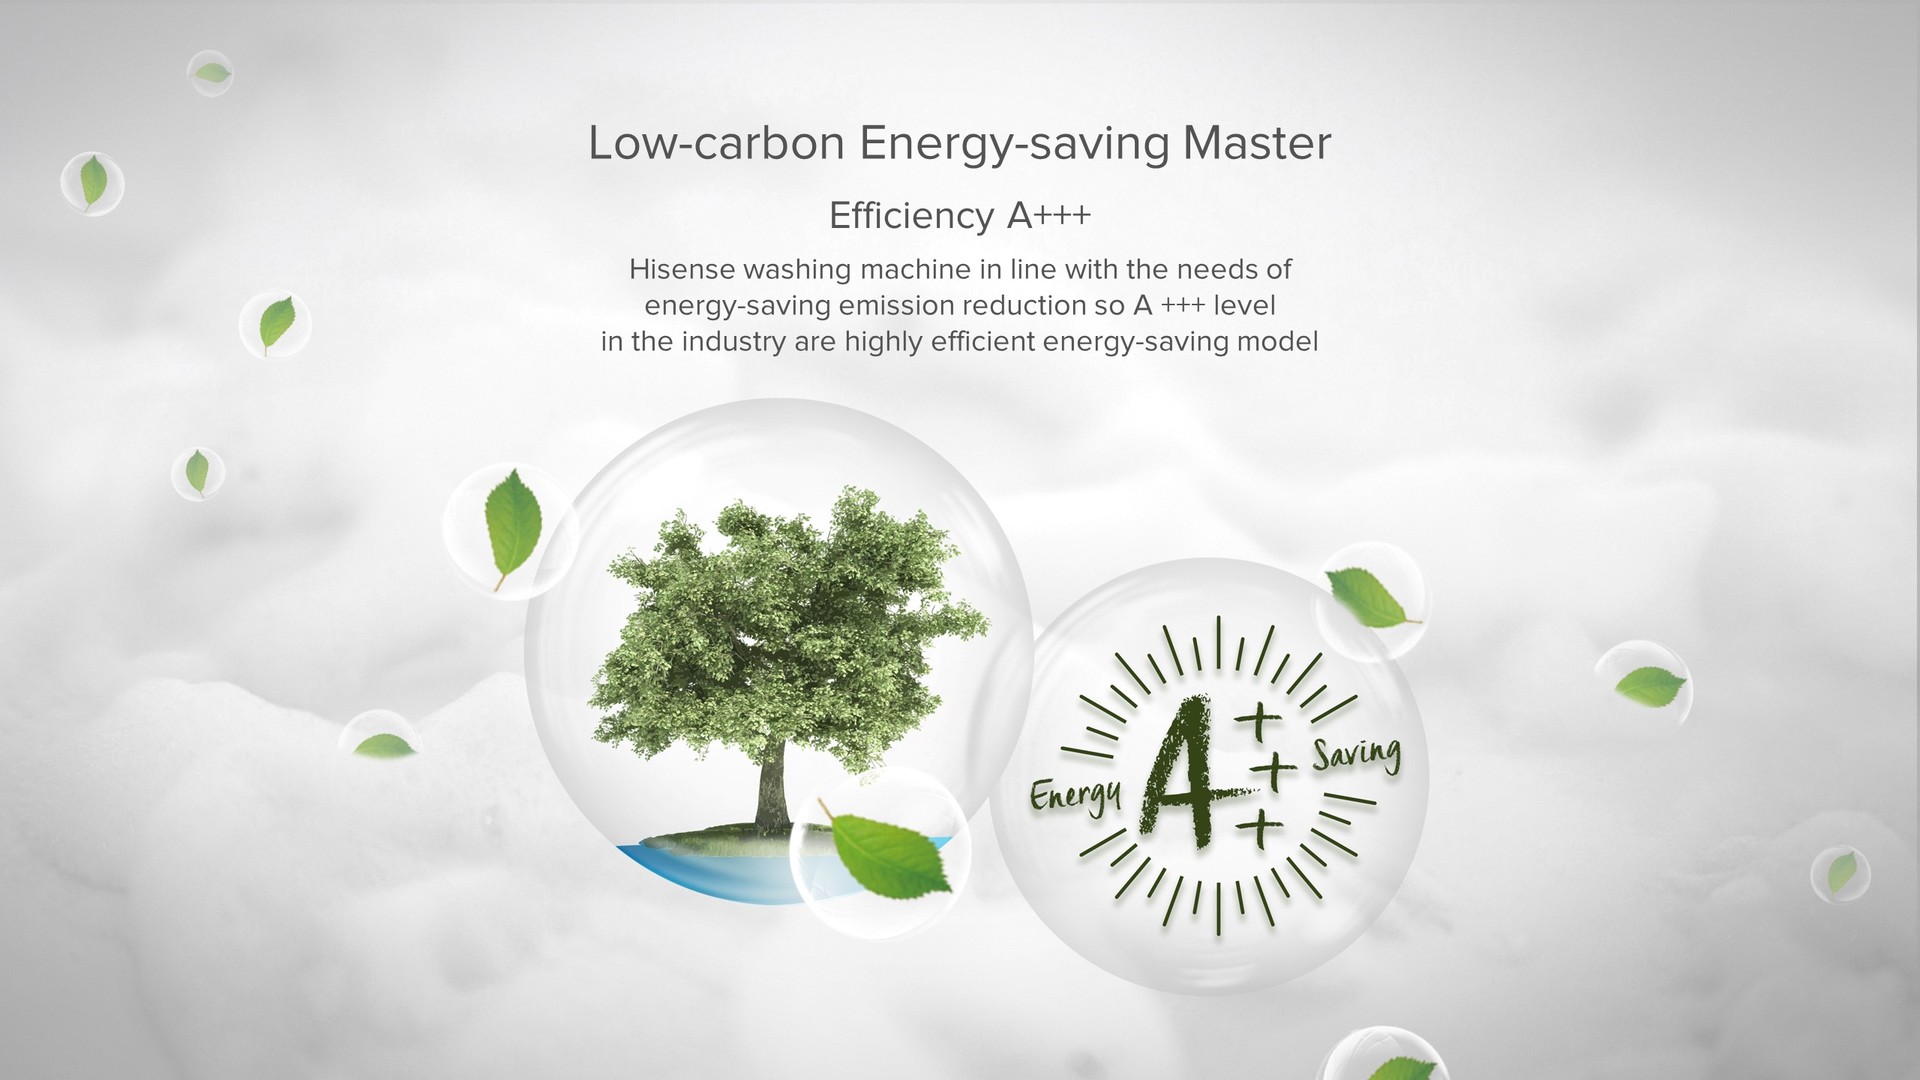 Low-carbon Energy-saving Master
Efficiency A+++
Hisense washing machine in line with the needs of
energy-saving emission reduction so A +++ level
in the industry are highly efficient energy-saving model
Energy A+++ Saving